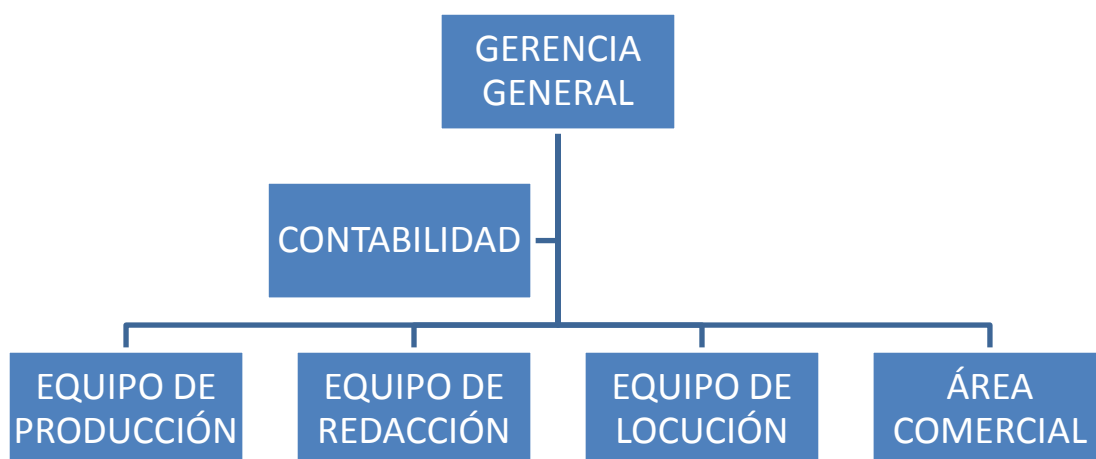 GERENCIA
GENERAL
CONTABILIDAD
EQUIPO DE
PRODUCCIÓN
EQUIPO DE
REDACCIÓN
EQUIPO DE
LOCUCIÓN
ÁREA
COMERCIAL